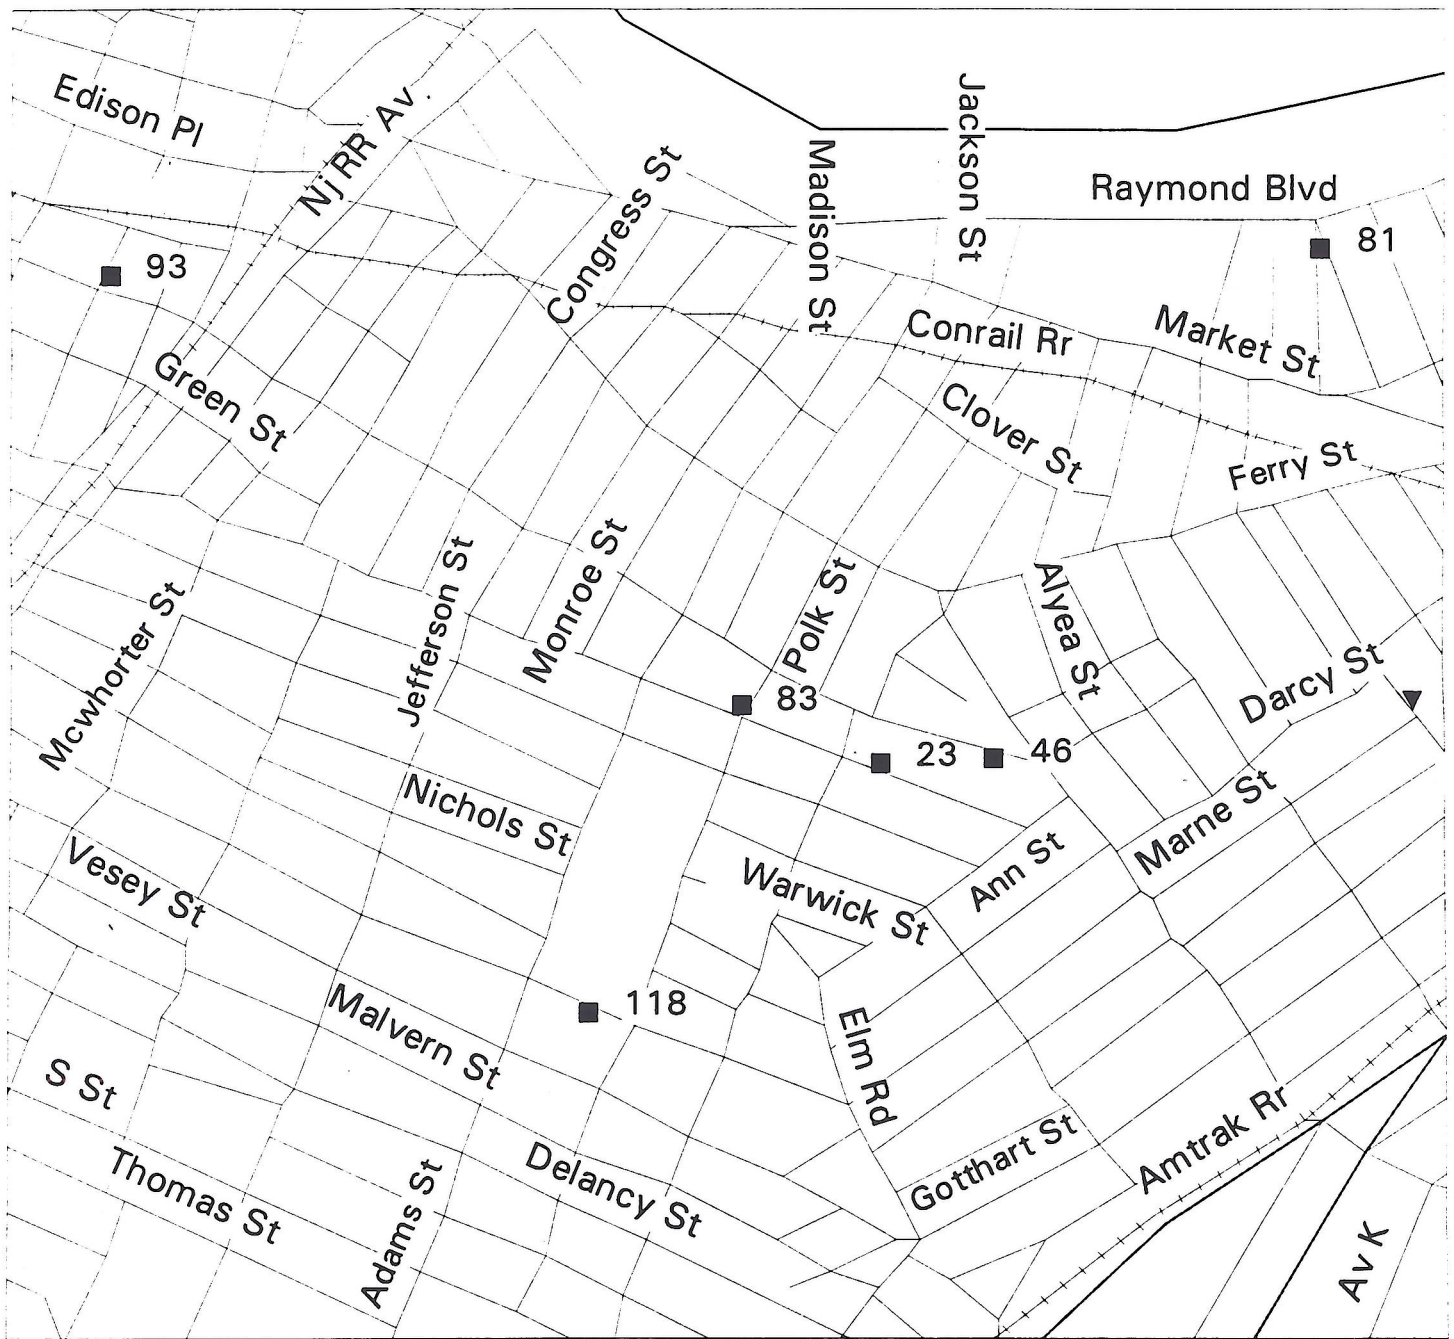 Edison Pl
Nj RR Av.
Congress St
Madison St
Jackson St
Raymond Blvd
81
93
Conrail Rr
Market St
Green St
Clover St
Ferry St
Mcwhorter St
Jefferson St
Monroe St
Polk St
Alyea St
Darcy St
83
23
46
Nichols St
Marne St
Vesey St
Warwick St
Ann St
118
Malvern St
Elm Rd
S St
Gotthart St
Amtrak Rr
Thomas St
Adams St
Delancy St
Av K